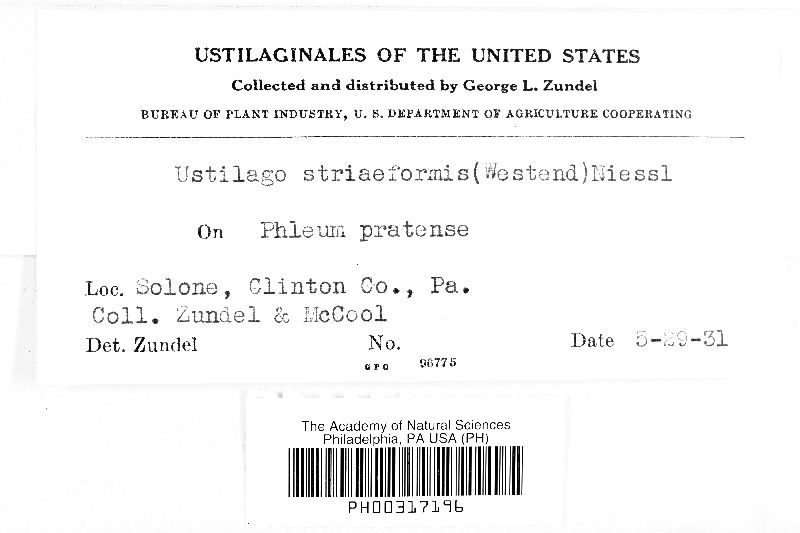 USTILAGINALES OF THE UNITED STATES
Collected and distributed by George L. Zundel
BUREAU OF PLANT INDUSTRY, U. S. DEPARTMENT OF AGRICULTURE COOPERATING
Ustilago striaeformis(Westend)Niessl
On Phleum pratense
Loc. Solone, Clinton Co., Pa.
Coll. Zundel & McCool
Det. Zundel No. Date 5-29-31
GPO 96775
The Academy of Natural Sciences
Philadelphia, PA USA (PH)
PH00317196